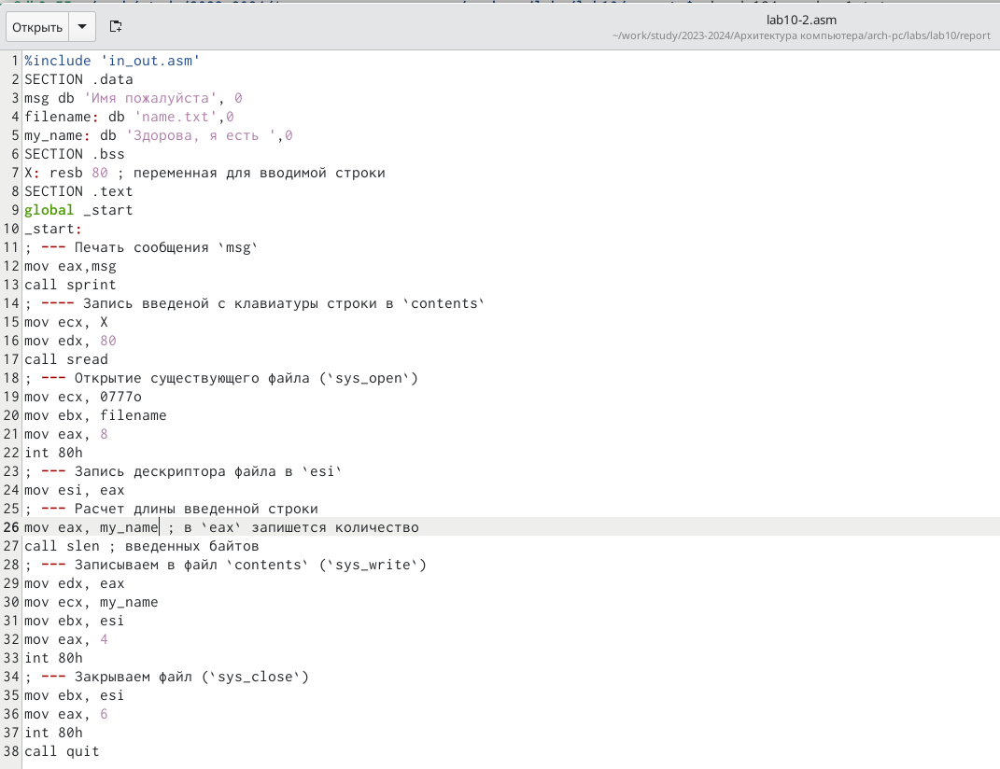 Открыть
lab10-2.asm
~/work/study/2023-2024/Архитектура компьютера/arch-pc/labs/lab10/report
1 %include 'in_out.asm'
2 SECTION .data
3 msg db 'Имя пожалуйста', 0
4 filename: db 'name.txt',0
5 my_name: db 'Здорова, я есть ',0
6 SECTION .bss
7 X: resb 80 ; переменная для вводимой строки
8 SECTION .text
9 global _start
10 _start:
11 ; --- Печать сообщения `msg`
12 mov eax,msg
13 call sprint
14 ; ---- Запись введеной с клавиатуры строки в `contents`
15 mov ecx, X
16 mov edx, 80
17 call sread
18 ; --- Открытие существующего файла (`sys_open`)
19 mov ecx, 0777o
20 mov ebx, filename
21 mov eax, 8
22 int 80h
23 ; --- Запись дескриптора файла в `esi`
24 mov esi, eax
25 ; --- Расчет длины введенной строки
26 mov eax, my_name ; в `eax` запишется количество
27 call slen ; введенных байтов
28 ; --- Записываем в файл `contents` (`sys_write`)
29 mov edx, eax
30 mov ecx, my_name
31 mov ebx, esi
32 mov eax, 4
33 int 80h
34 ; --- Закрываем файл (`sys_close`)
35 mov ebx, esi
36 mov eax, 6
37 int 80h
38 call quit